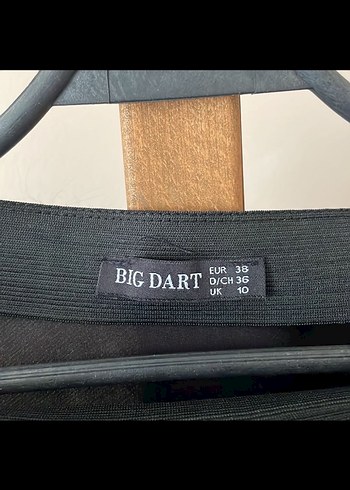 BIG DART
EUR 38
D/CH 36
UK 10